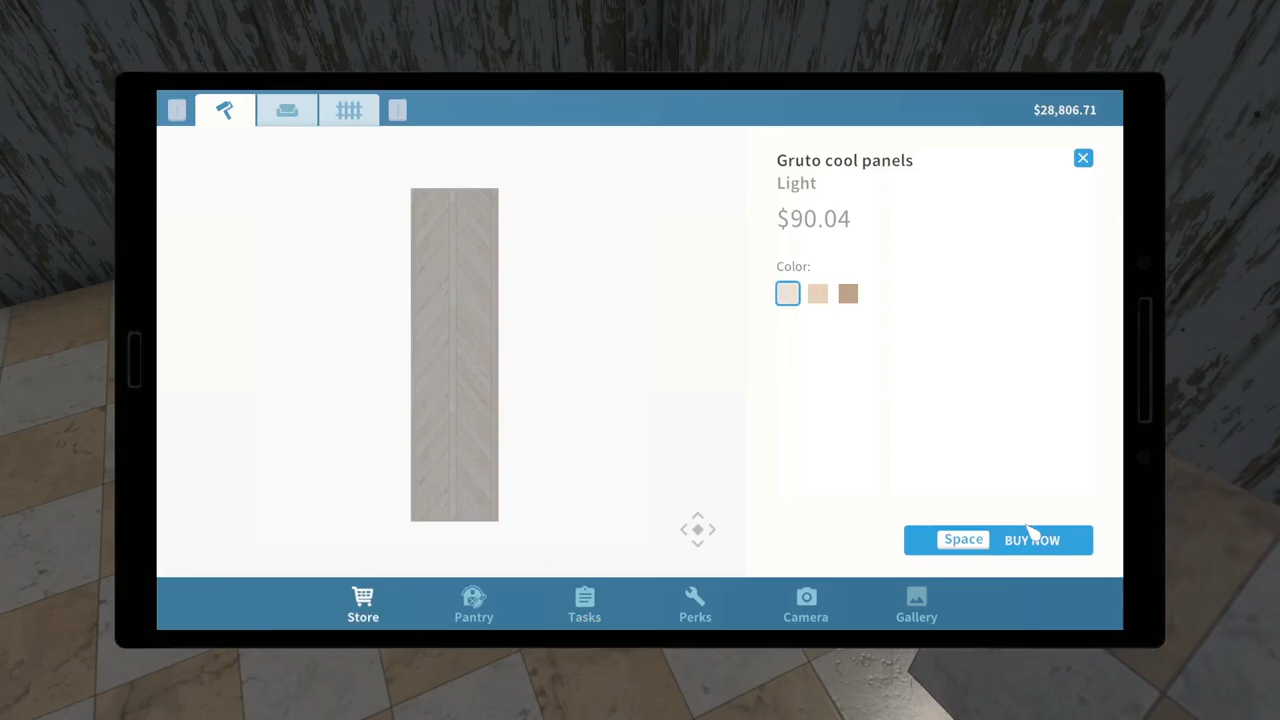 $28,806.71
Gruto cool panels
Light
$90.04
Color:
Space BUY NOW
Store Pantry Tasks Perks Camera Gallery